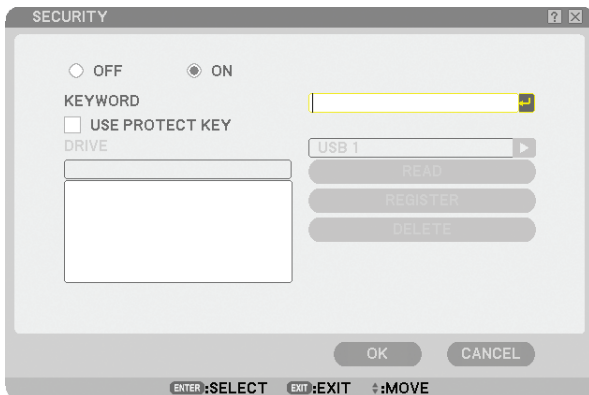 SECURITY
OFF ON
KEYWORD
USE PROTECT KEY
DRIVE USB 1
READ
REGISTER
DELETE
OK CANCEL
ENTER :SELECT EXIT :EXIT :MOVE